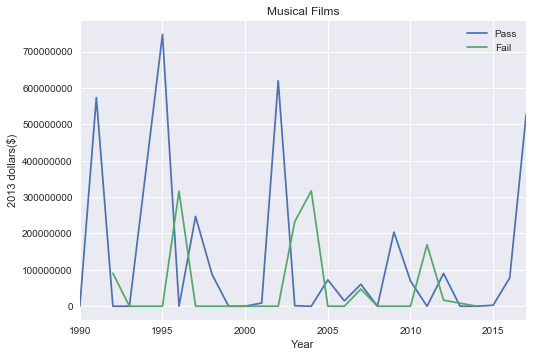 Musical Films
Pass
Fail
700000000
600000000
500000000
400000000
300000000
200000000
100000000
0
2013 dollars($)
1990 1995 2000 2005 2010 2015
Year